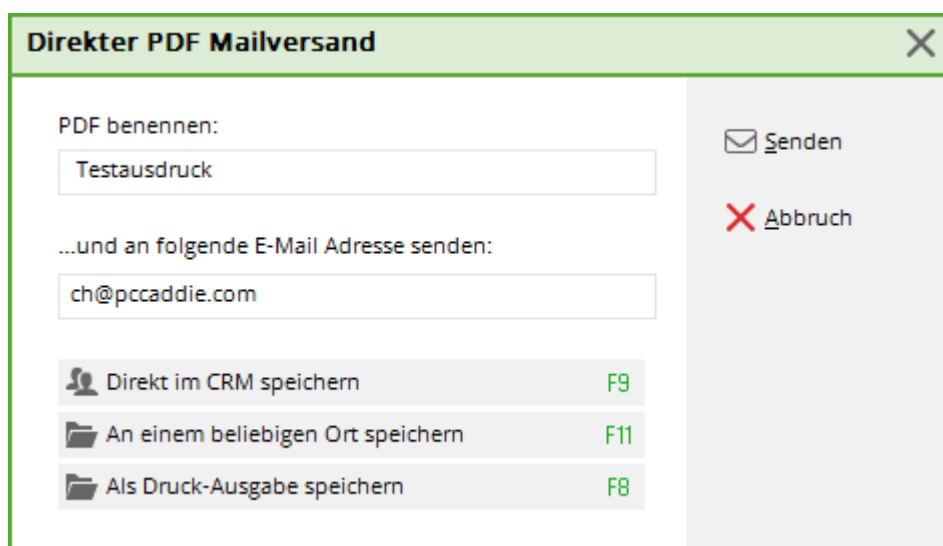 Direkter PDF Mailversand
PDF benennen:
Testausdruck
...und an folgende E-Mail Adresse senden:
ch@pccaddie.com
Direkt im CRM speichern F9
An einem beliebigen Ort speichern F11
Als Druck-Ausgabe speichern F8
Senden
Abbruch